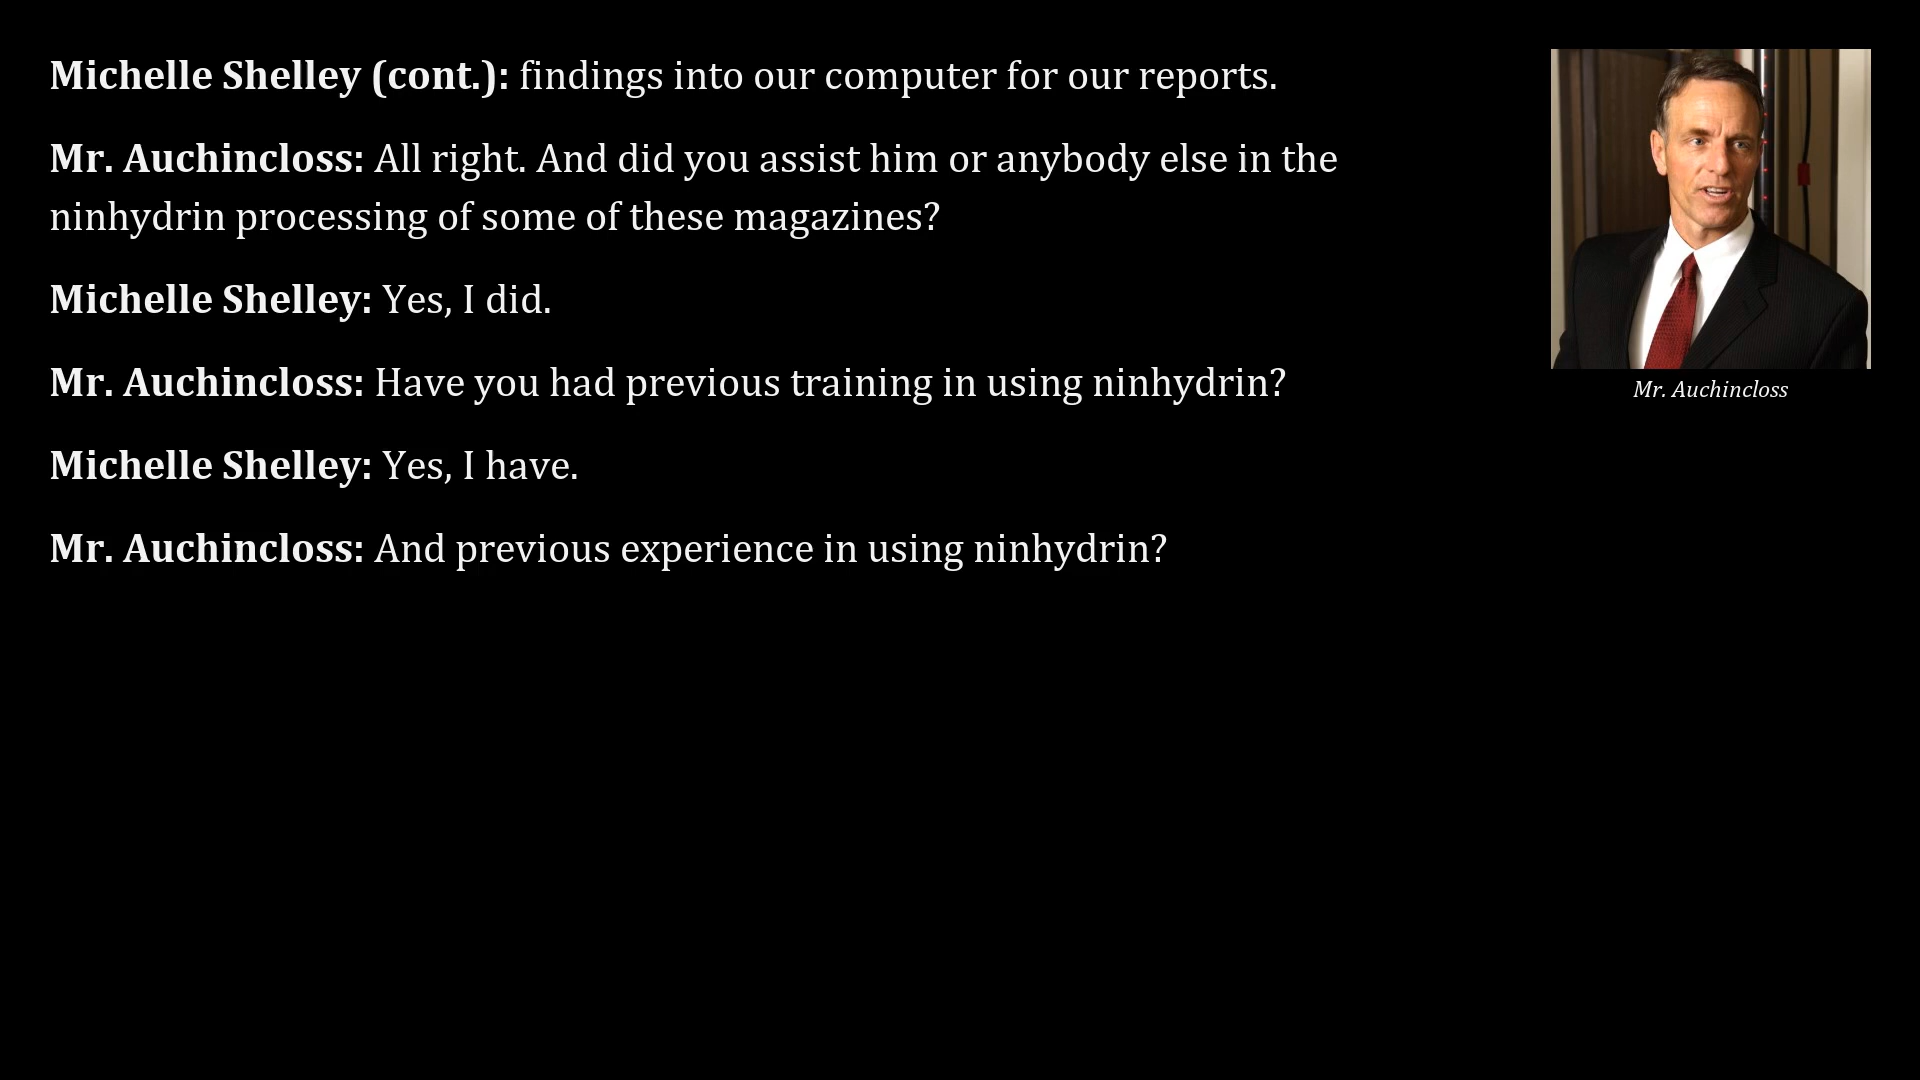 Michelle Shelley (cont.): findings into our computer for our reports.
Mr. Auchincloss: All right. And did you assist him or anybody else in the
ninhydrin processing of some of these magazines?
Michelle Shelley: Yes, I did.
Mr. Auchincloss: Have you had previous training in using ninhydrin?
Michelle Shelley: Yes, I have.
Mr. Auchincloss: And previous experience in using ninhydrin?
Mr. Auchincloss